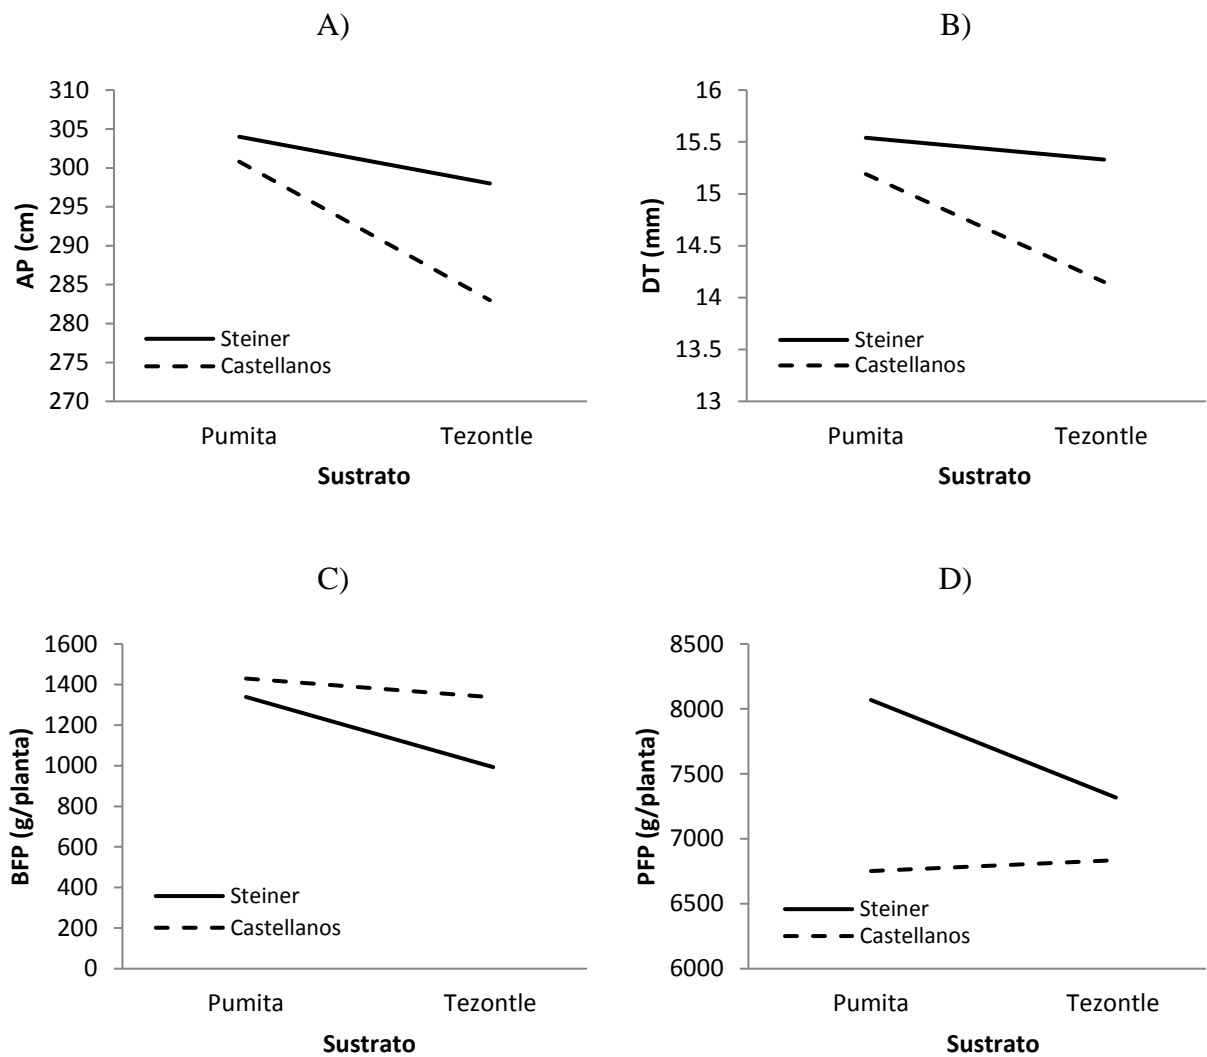 A)
310
305
300
295
290
285
280
275
270
AP (cm)
Steiner
Castellanos
Pumita Tezontle
Sustrato
B)
16
15.5
15
14.5
14
13.5
13
DT (mm)
Steiner
Castellanos
Pumita Tezontle
Sustrato
C)
1600
1400
1200
1000
800
600
400
200
0
BFP (g/planta)
Steiner
Castellanos
Pumita Tezontle
Sustrato
D)
8500
8000
7500
7000
6500
6000
PFP (g/planta)
Steiner
Castellanos
Pumita Tezontle
Sustrato